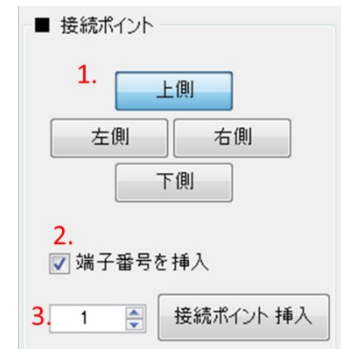 ■ 接続ポイント
1.
上側
左側 右側
下側
2.
端子番号を挿入
3. 1 接続ポイント 挿入